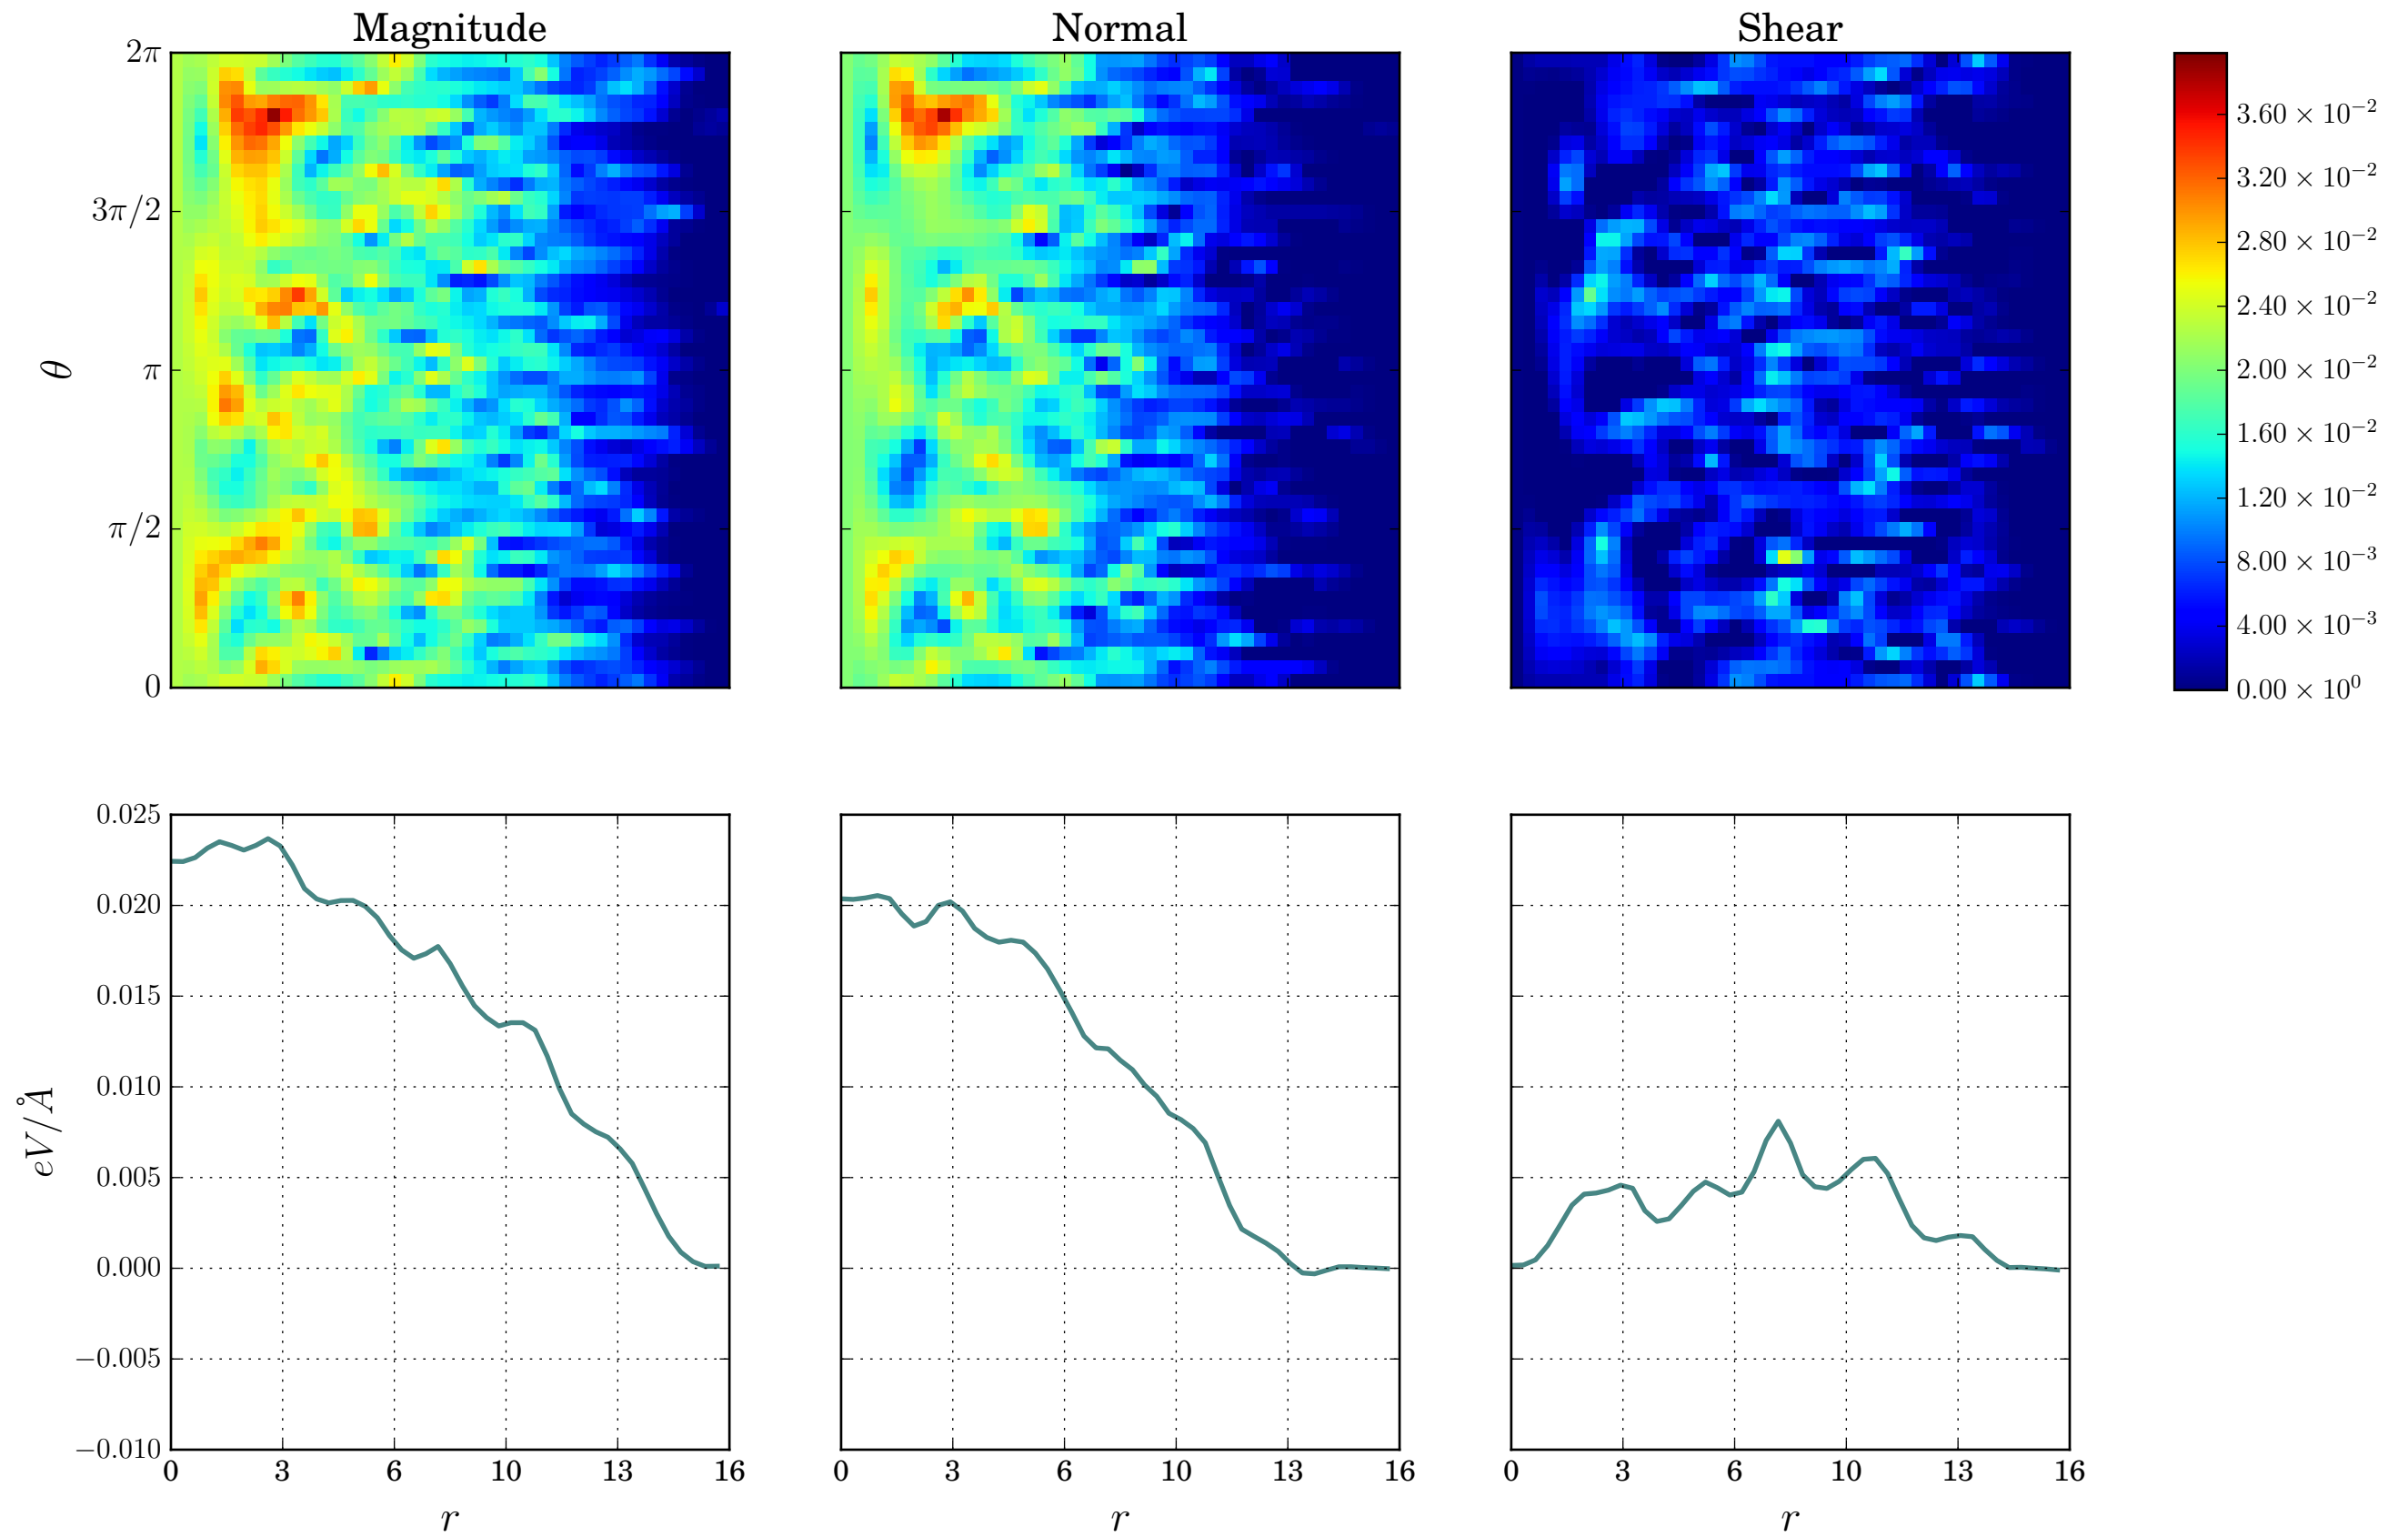 Magnitude Normal Shear
2π
3π/2
π
π/2
0
θ
3.60 × 10⁻²
3.20 × 10⁻²
2.80 × 10⁻²
2.40 × 10⁻²
2.00 × 10⁻²
1.60 × 10⁻²
1.20 × 10⁻²
8.00 × 10⁻³
4.00 × 10⁻³
0.00 × 10⁰
0.025
0.020
0.015
0.010
0.005
0.000
−0.005
−0.010
eV/Å
0 3 6 10 13 16 0 3 6 10 13 16 0 3 6 10 13 16
r r r